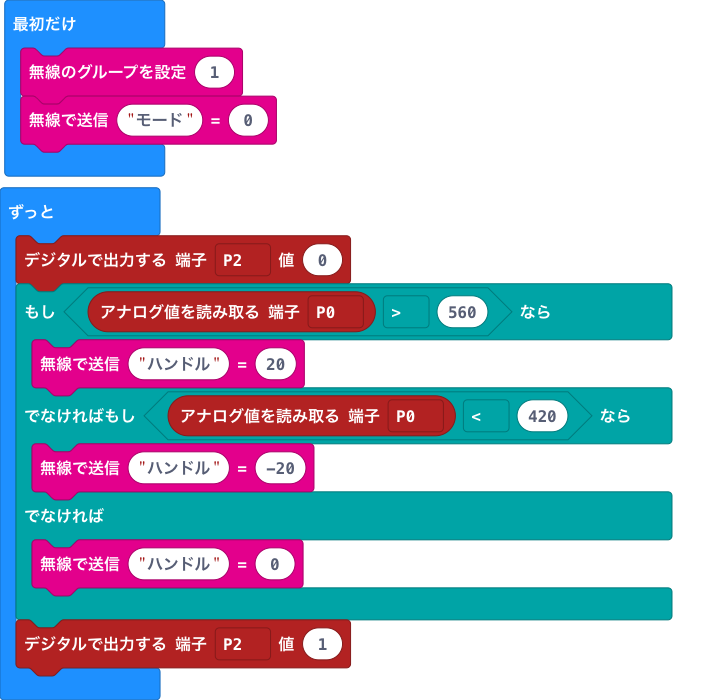 最初だけ
無線のグループを設定 1
無線で送信 "モード" = 0
ずっと
デジタルで出力する 端子 P2 値 0
もし アナログ値を読み取る 端子 P0 > 560 なら
無線で送信 "ハンドル" = 20
でなければもし アナログ値を読み取る 端子 P0 < 420 なら
無線で送信 "ハンドル" = -20
でなければ
無線で送信 "ハンドル" = 0
デジタルで出力する 端子 P2 値 1